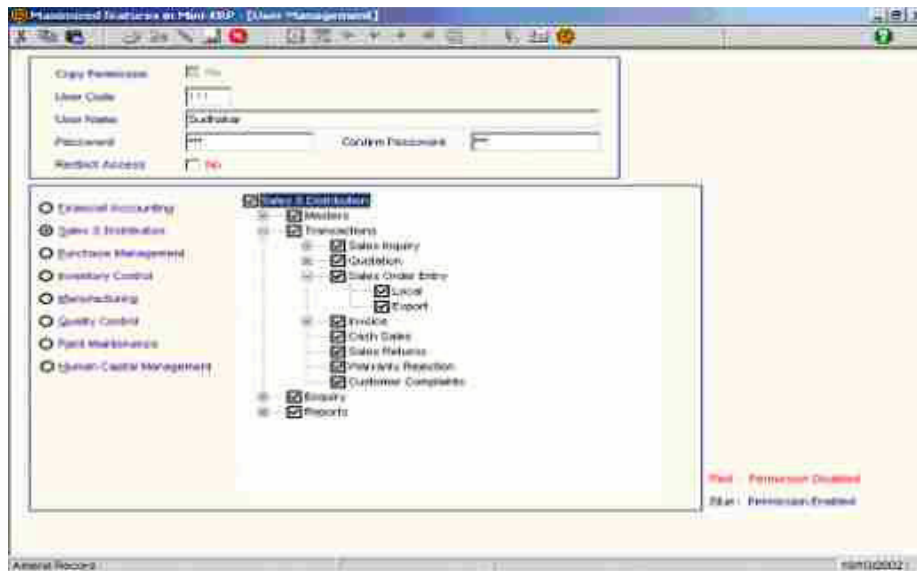 Maximized features in Mini ERP - [User Management]
Copy Permission No
User Code
User Name Sudhakar
Password *** Confirm Password ***
Restrict Access No
Financial Accounting
Sales & Distribution
Purchase Management
Inventory Control
Manufacturing
Quality Control
Plant Maintenance
Human Capital Management
Sales & Distribution
Masters
Transactions
Sales Inquiry
Quotation
Sales Order Entry
Local
Export
Invoice
Cash Sales
Sales Returns
Warranty Rejection
Customer Complaints
Enquiry
Reports
Red : Permission Disabled
Blue : Permission Enabled
Amend Record